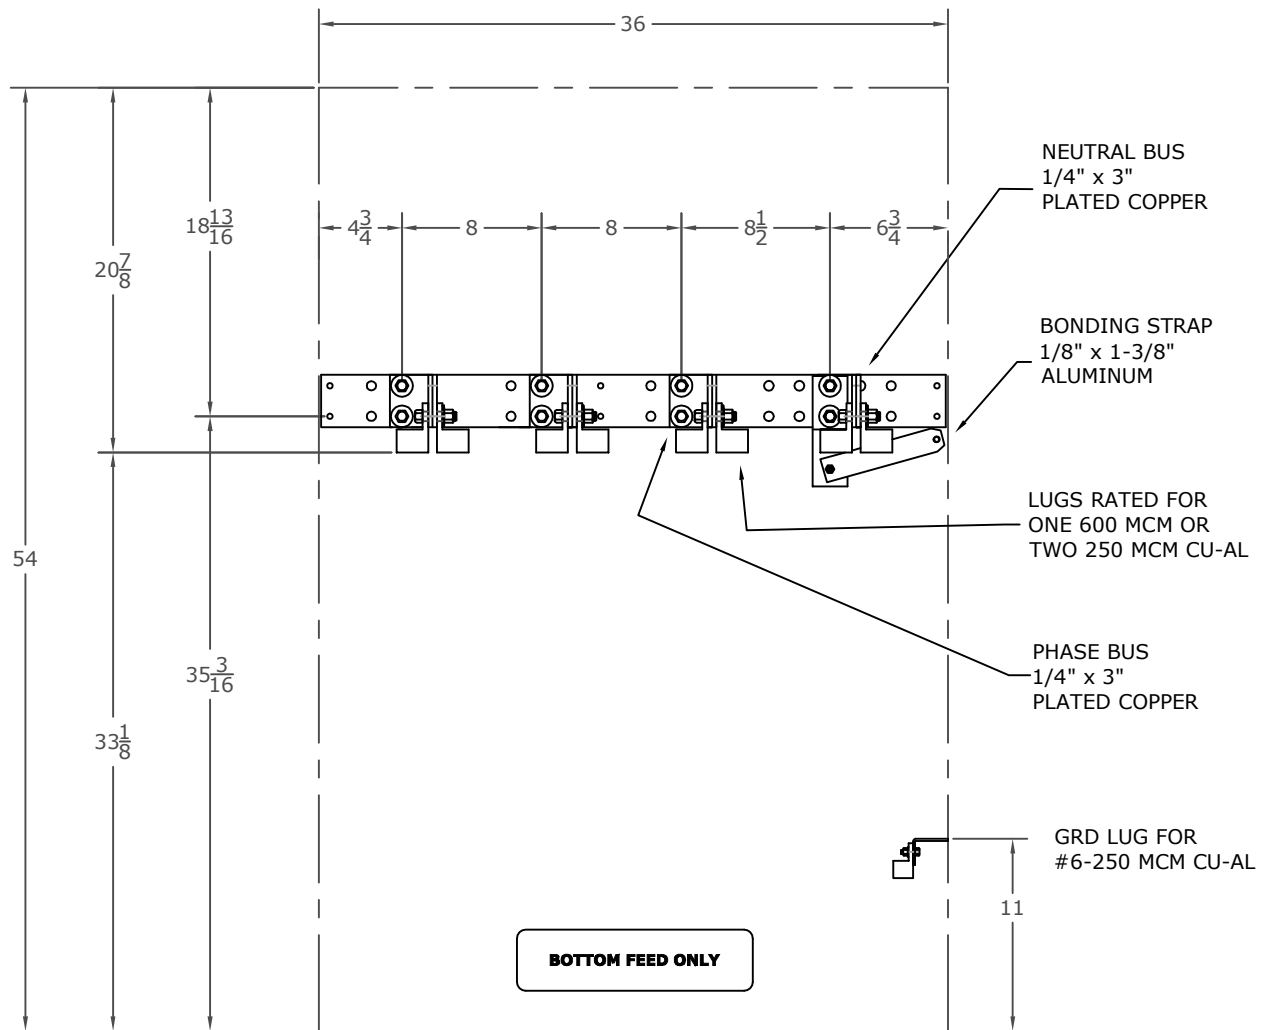 36
NEUTRAL BUS
1/4" x 3"
PLATED COPPER
18 13/16
4 3/4
8
8
8 1/2
6 3/4
20 7/8
BONDING STRAP
1/8" x 1-3/8"
ALUMINUM
LUGS RATED FOR
ONE 600 MCM OR
TWO 250 MCM CU-AL
54
PHASE BUS
1/4" x 3"
PLATED COPPER
35 3/16
33 1/8
GRD LUG FOR
#6-250 MCM CU-AL
11
BOTTOM FEED ONLY